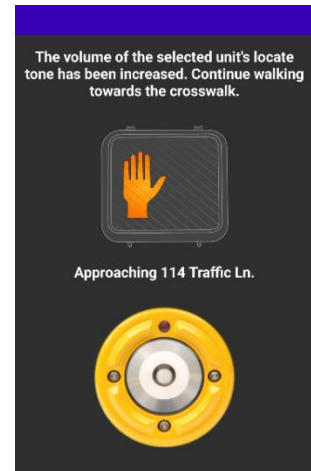 The volume of the selected unit's locate
tone has been increased. Continue walking
towards the crosswalk.
Approaching 114 Traffic Ln.